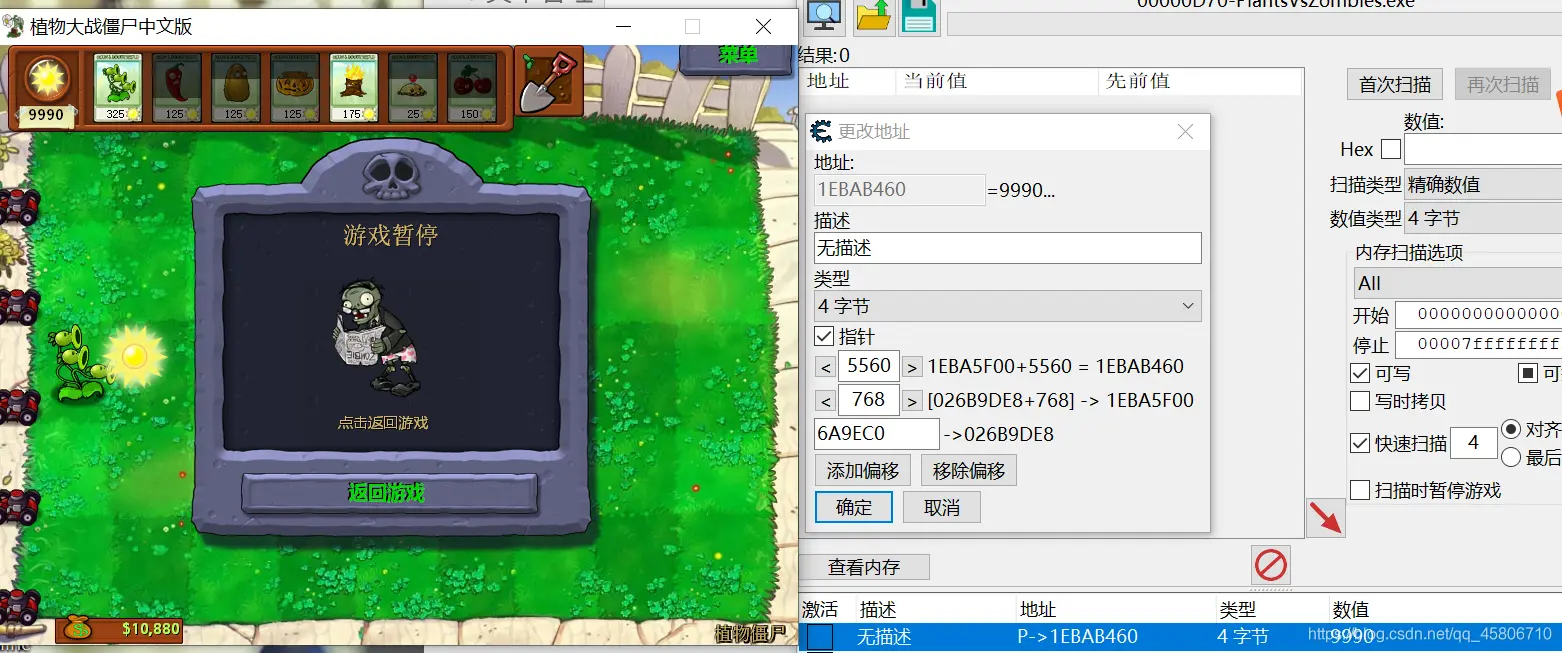 植物大战僵尸中文版
菜单
9990
325
125
125
125
175
25
150
游戏暂停
点击返回游戏
返回游戏
$10,880
植物僵尸
00000D70-PlantsVsZombies.exe
结果:0
地址 当前值 先前值
首次扫描 再次扫描
数值:
Hex
扫描类型 精确数值
数值类型 4 字节
内存扫描选项
All
开始 0000000000000
停止 00007ffffffff
可写
写时拷贝
快速扫描 4 对齐
最后
扫描时暂停游戏
更改地址
地址:
1EBAB460 =9990...
描述
无描述
类型
4 字节
指针
< 5560 > 1EBA5F00+5560 = 1EBAB460
< 768 > [026B9DE8+768] -> 1EBA5F00
6A9EC0 ->026B9DE8
添加偏移 移除偏移
确定 取消
查看内存
激活 描述 地址 类型 数值
无描述 P->1EBAB460 4 字节 9990
https://blog.csdn.net/qq_45806710